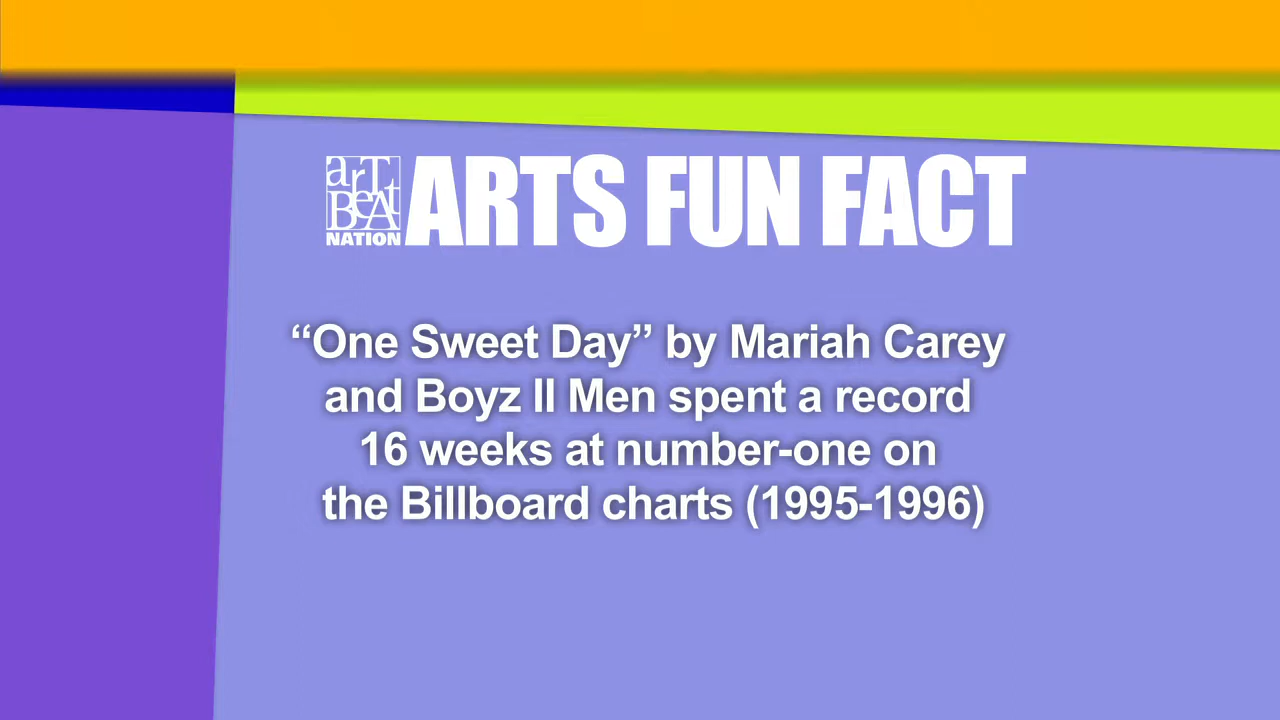 arT
BeAt
NATION
ARTS FUN FACT
“One Sweet Day” by Mariah Carey
and Boyz II Men spent a record
16 weeks at number-one on
the Billboard charts (1995-1996)